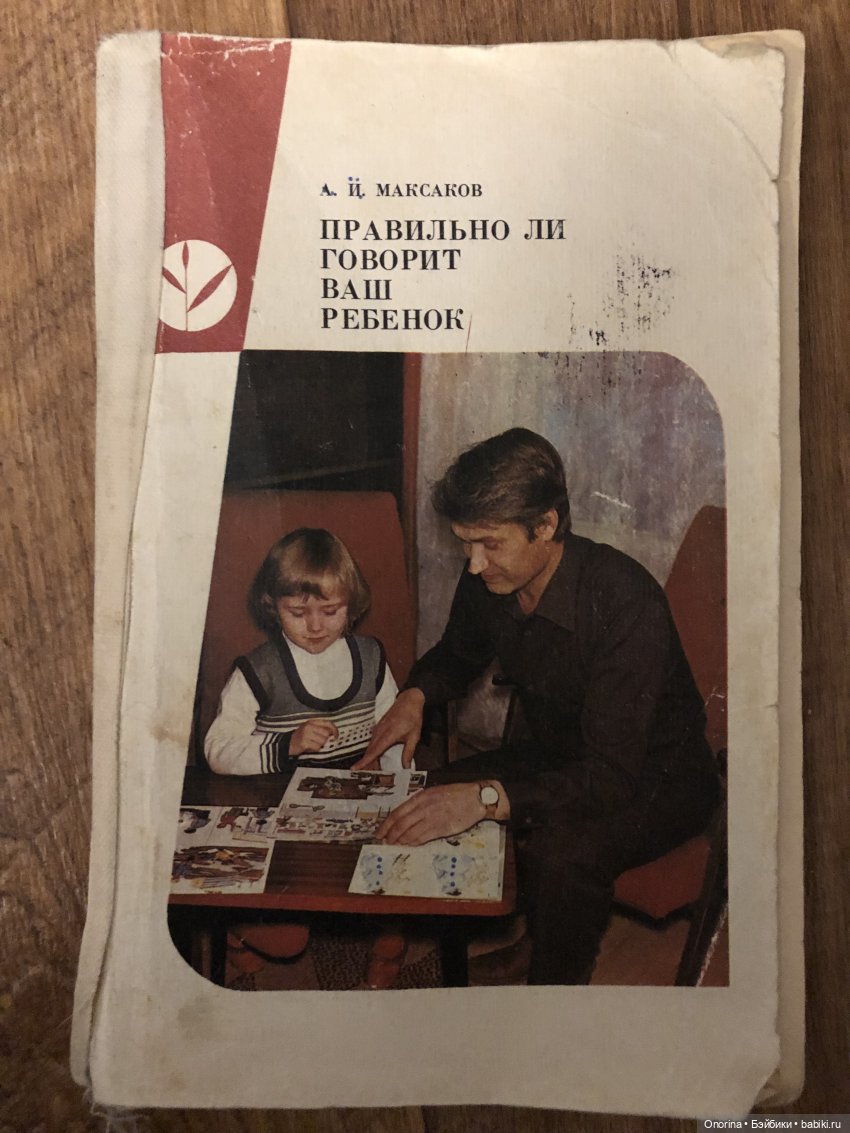 А. И. МАКСАКОВ
ПРАВИЛЬНО ЛИ
ГОВОРИТ
ВАШ
РЕБЕНОК
Onorina • Бэйбики • babiki.ru